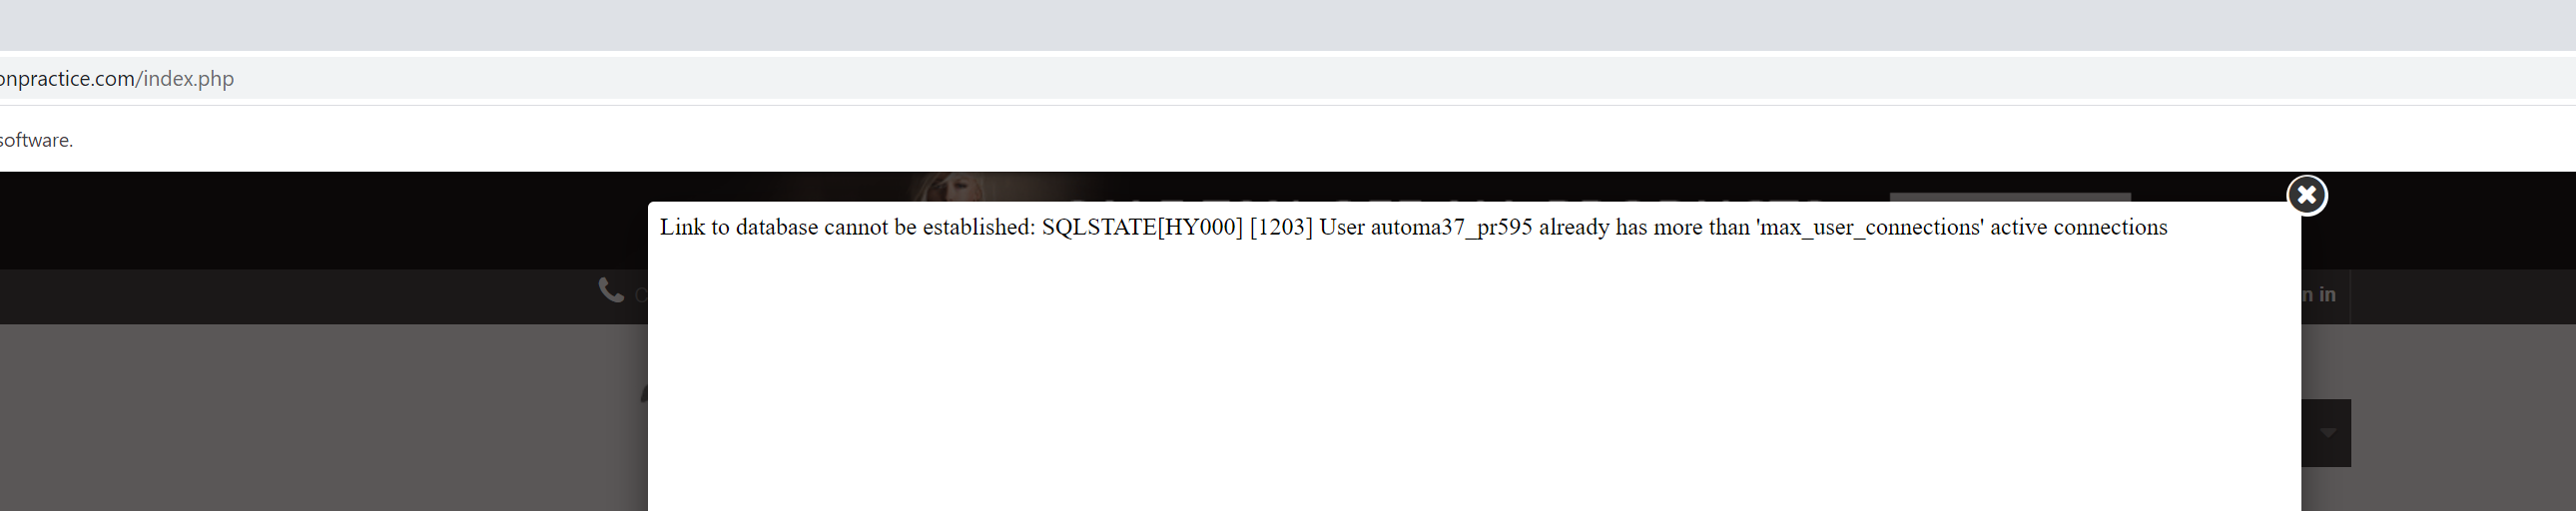 onpractice.com/index.php
software.
Link to database cannot be established: SQLSTATE[HY000] [1203] User automa37_pr595 already has more than 'max_user_connections' active connections
n in